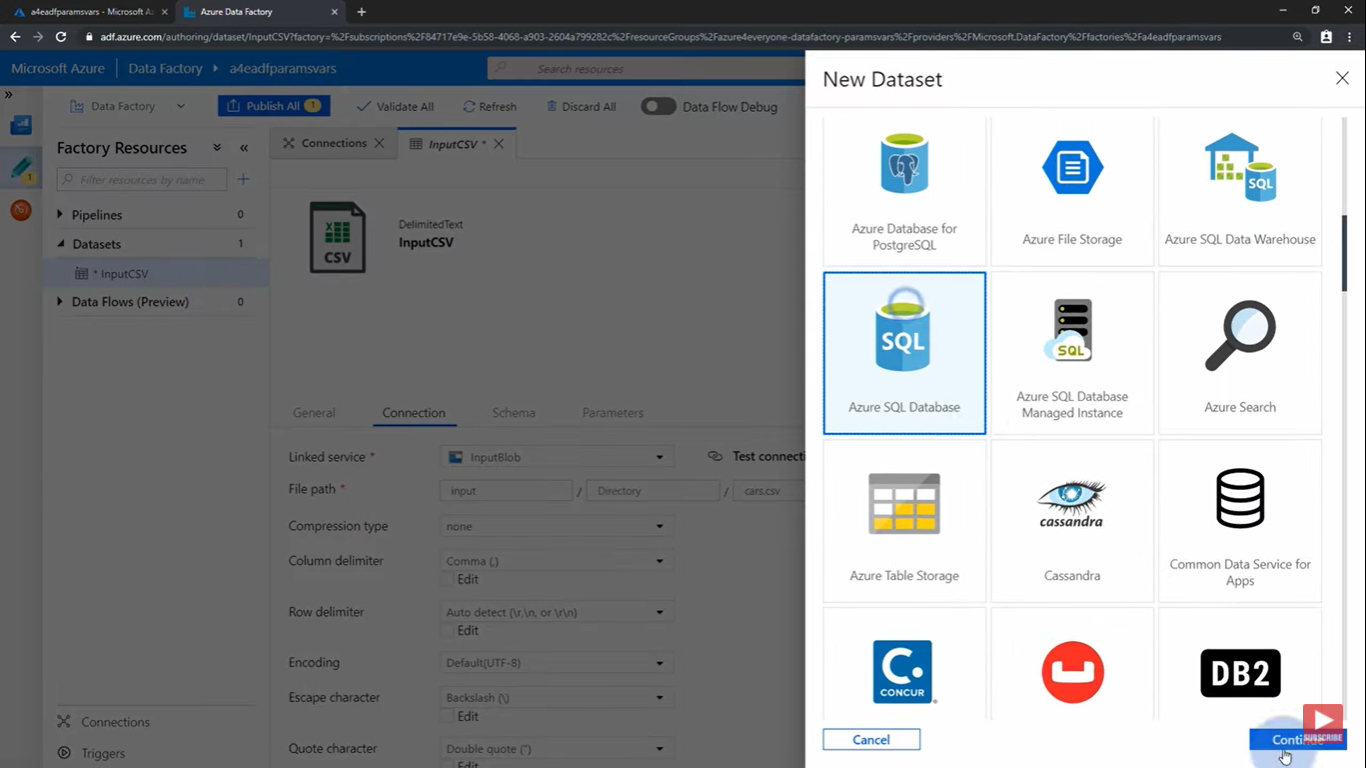 a4eadfparamsvars - Microsoft Az
Azure Data Factory
adf.azure.com/authoring/dataset/InputCSV?factory=%2Fsubscriptions%2F84717e9e-5b58-4068-a903-2604a799282c%2FresourceGroups%2Fazure4everyone-datafactory-paramsvars%2Fproviders%2FMicrosoft.DataFactory%2Ffactories%2Fa4eadfparamsvars
Microsoft Azure
Data Factory
a4eadfparamsvars
Search resources
Data Factory
Publish All 1
Validate All
Refresh
Discard All
Data Flow Debug
1
Factory Resources
Filter resources by name
Pipelines 0
Datasets 1
* InputCSV
Data Flows (Preview) 0
Connections
Triggers
Connections
InputCSV *
CSV
DelimitedText
InputCSV
General
Connection
Schema
Parameters
Linked service *
InputBlob
Test connecti
File path *
input / Directory / cars.csv
Compression type
none
Column delimiter
Comma (,)
Edit
Row delimiter
Auto detect (\r,\n, or \r\n)
Edit
Encoding
Default(UTF-8)
Escape character
Backslash (\)
Edit
Quote character
Double quote (")
Edit
New Dataset
Azure Database for
PostgreSQL
Azure File Storage
SQL
Azure SQL Data Warehouse
SQL
Azure SQL Database
SQL
Azure SQL Database
Managed Instance
Azure Search
Azure Table Storage
cassandra
Cassandra
Common Data Service for
Apps
C
CONCUR
DB2
Cancel
Continue
SUBSCRIBE